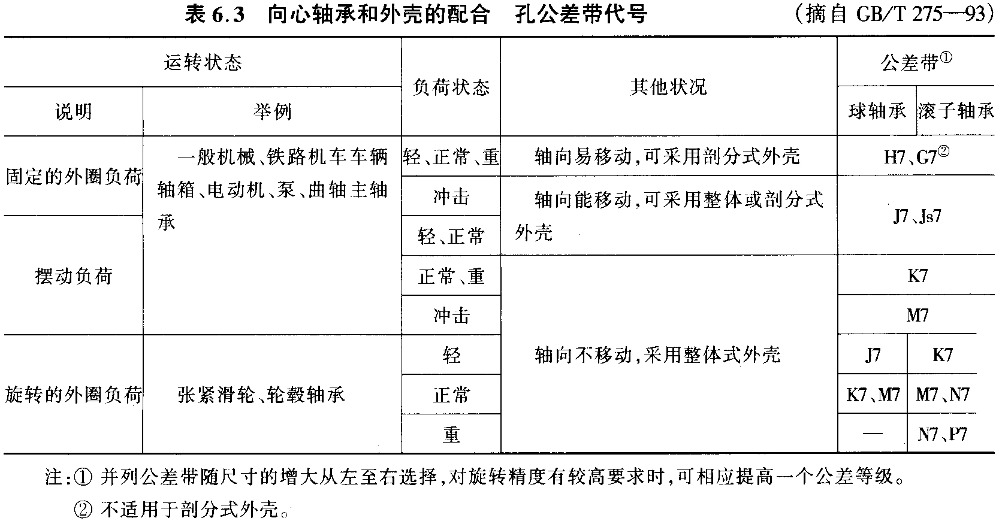 表6.3 向心轴承和外壳的配合 孔公差带代号 (摘自 GB/T 275—93)
运转状态
负荷状态
其他状况
公差带①
说明
举例
球轴承
滚子轴承
固定的外圈负荷
一般机械、铁路机车车辆
轴箱、电动机、泵、曲轴主轴
承
轻、正常、重
轴向易移动,可采用剖分式外壳
H7、G7②
冲击
轴向能移动,可采用整体或剖分式
外壳
J7、Js7
轻、正常
摆动负荷
正常、重
K7
冲击
M7
旋转的外圈负荷
张紧滑轮、轮毂轴承
轻
轴向不移动,采用整体式外壳
J7
K7
正常
K7、M7
M7、N7
重
—
N7、P7
注:① 并列公差带随尺寸的增大从左至右选择,对旋转精度有较高要求时,可相应提高一个公差等级。
② 不适用于剖分式外壳。